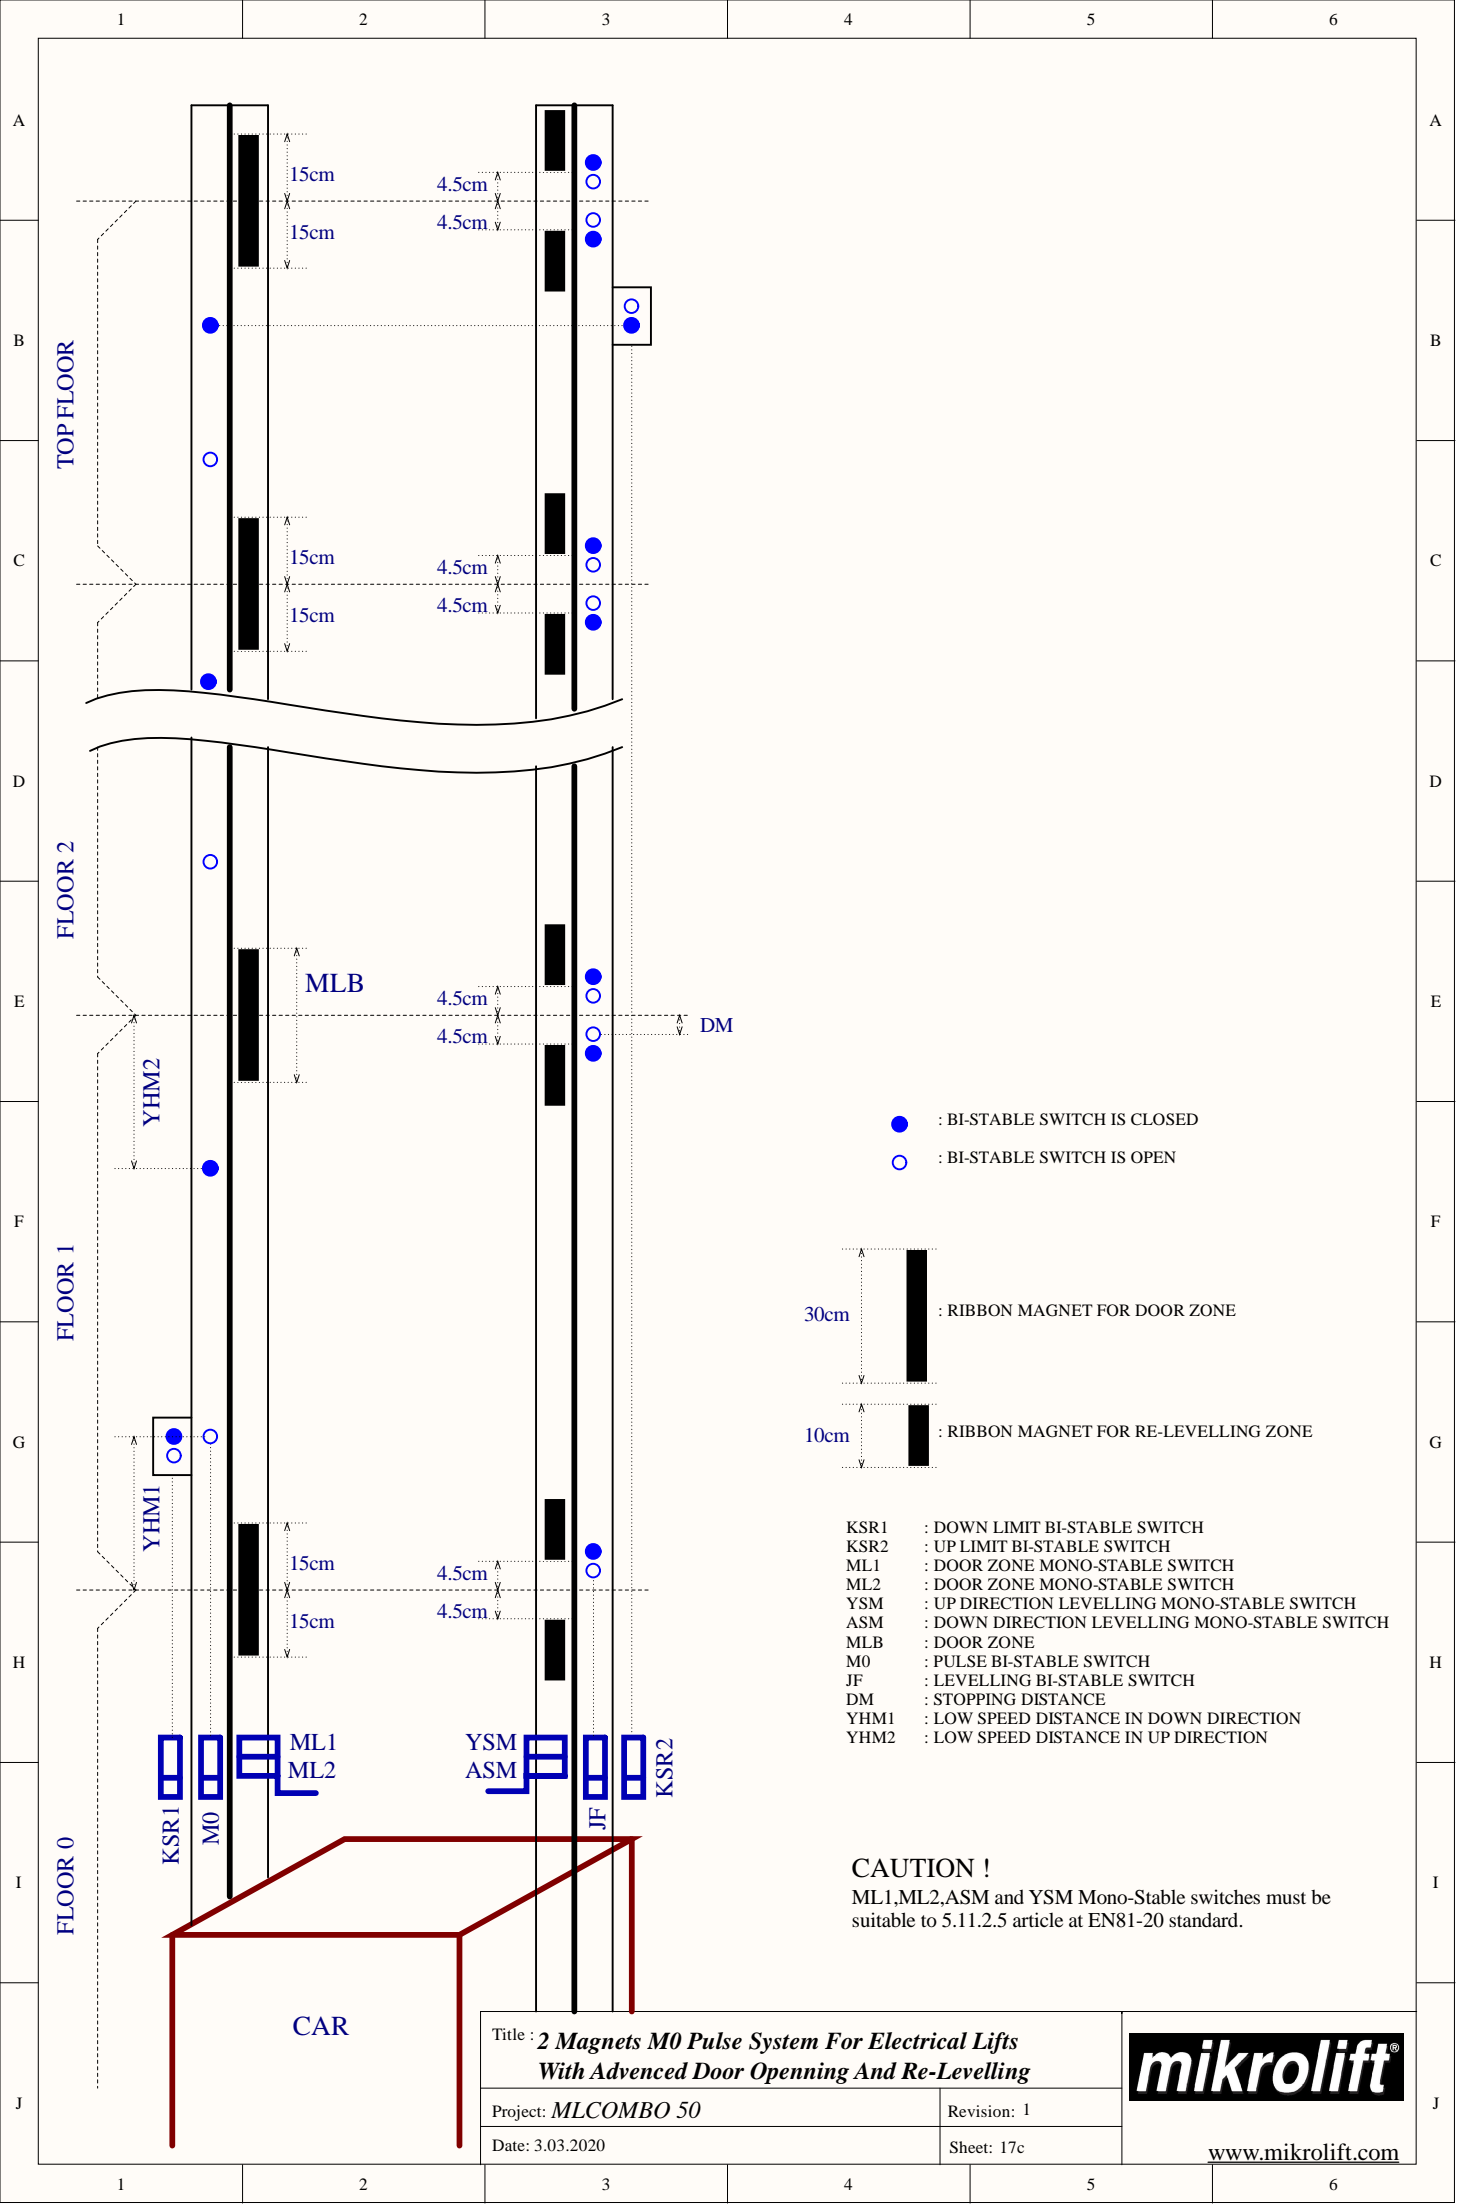 1 2 3 4 5 6
A A
15cm
4.5cm
15cm
4.5cm
B B
TOP FLOOR
C C
15cm
4.5cm
15cm
4.5cm
D D
FLOOR 2
E E
MLB
4.5cm
4.5cm
DM
YHM2
: BI-STABLE SWITCH IS CLOSED
: BI-STABLE SWITCH IS OPEN
F F
FLOOR 1
30cm : RIBBON MAGNET FOR DOOR ZONE
10cm : RIBBON MAGNET FOR RE-LEVELLING ZONE
G G
YHM1
15cm
4.5cm
15cm
4.5cm
KSR1 : DOWN LIMIT BI-STABLE SWITCH
KSR2 : UP LIMIT BI-STABLE SWITCH
ML1 : DOOR ZONE MONO-STABLE SWITCH
ML2 : DOOR ZONE MONO-STABLE SWITCH
YSM : UP DIRECTION LEVELLING MONO-STABLE SWITCH
ASM : DOWN DIRECTION LEVELLING MONO-STABLE SWITCH
MLB : DOOR ZONE
M0 : PULSE BI-STABLE SWITCH
JF : LEVELLING BI-STABLE SWITCH
DM : STOPPING DISTANCE
YHM1 : LOW SPEED DISTANCE IN DOWN DIRECTION
YHM2 : LOW SPEED DISTANCE IN UP DIRECTION
H H
ML1
ML2
YSM
ASM
KSR1
M0
JF
KSR2
FLOOR 0
I I
CAUTION !
ML1,ML2,ASM and YSM Mono-Stable switches must be
suitable to 5.11.2.5 article at EN81-20 standard.
CAR
Title : 2 Magnets M0 Pulse System For Electrical Lifts
With Advenced Door Openning And Re-Levelling
mikrolift®
Project: MLCOMBO 50
Revision: 1
Date: 3.03.2020
Sheet: 17c
www.mikrolift.com
J J
1 2 3 4 5 6